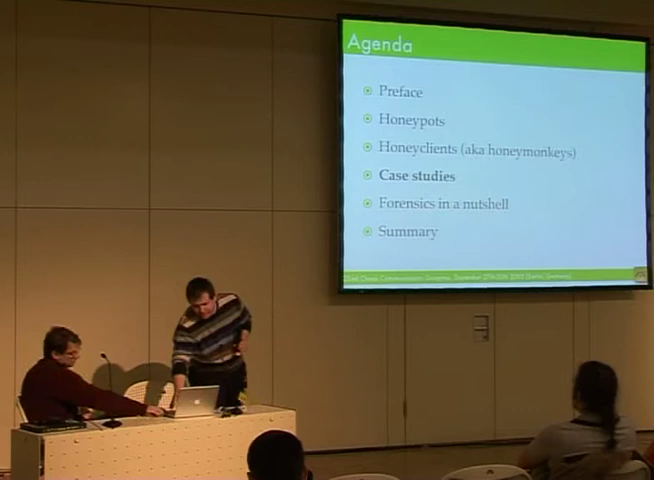 Agenda
Preface
Honeypots
Honeyclients (aka honeymonkeys)
Case studies
Forensics in a nutshell
Summary